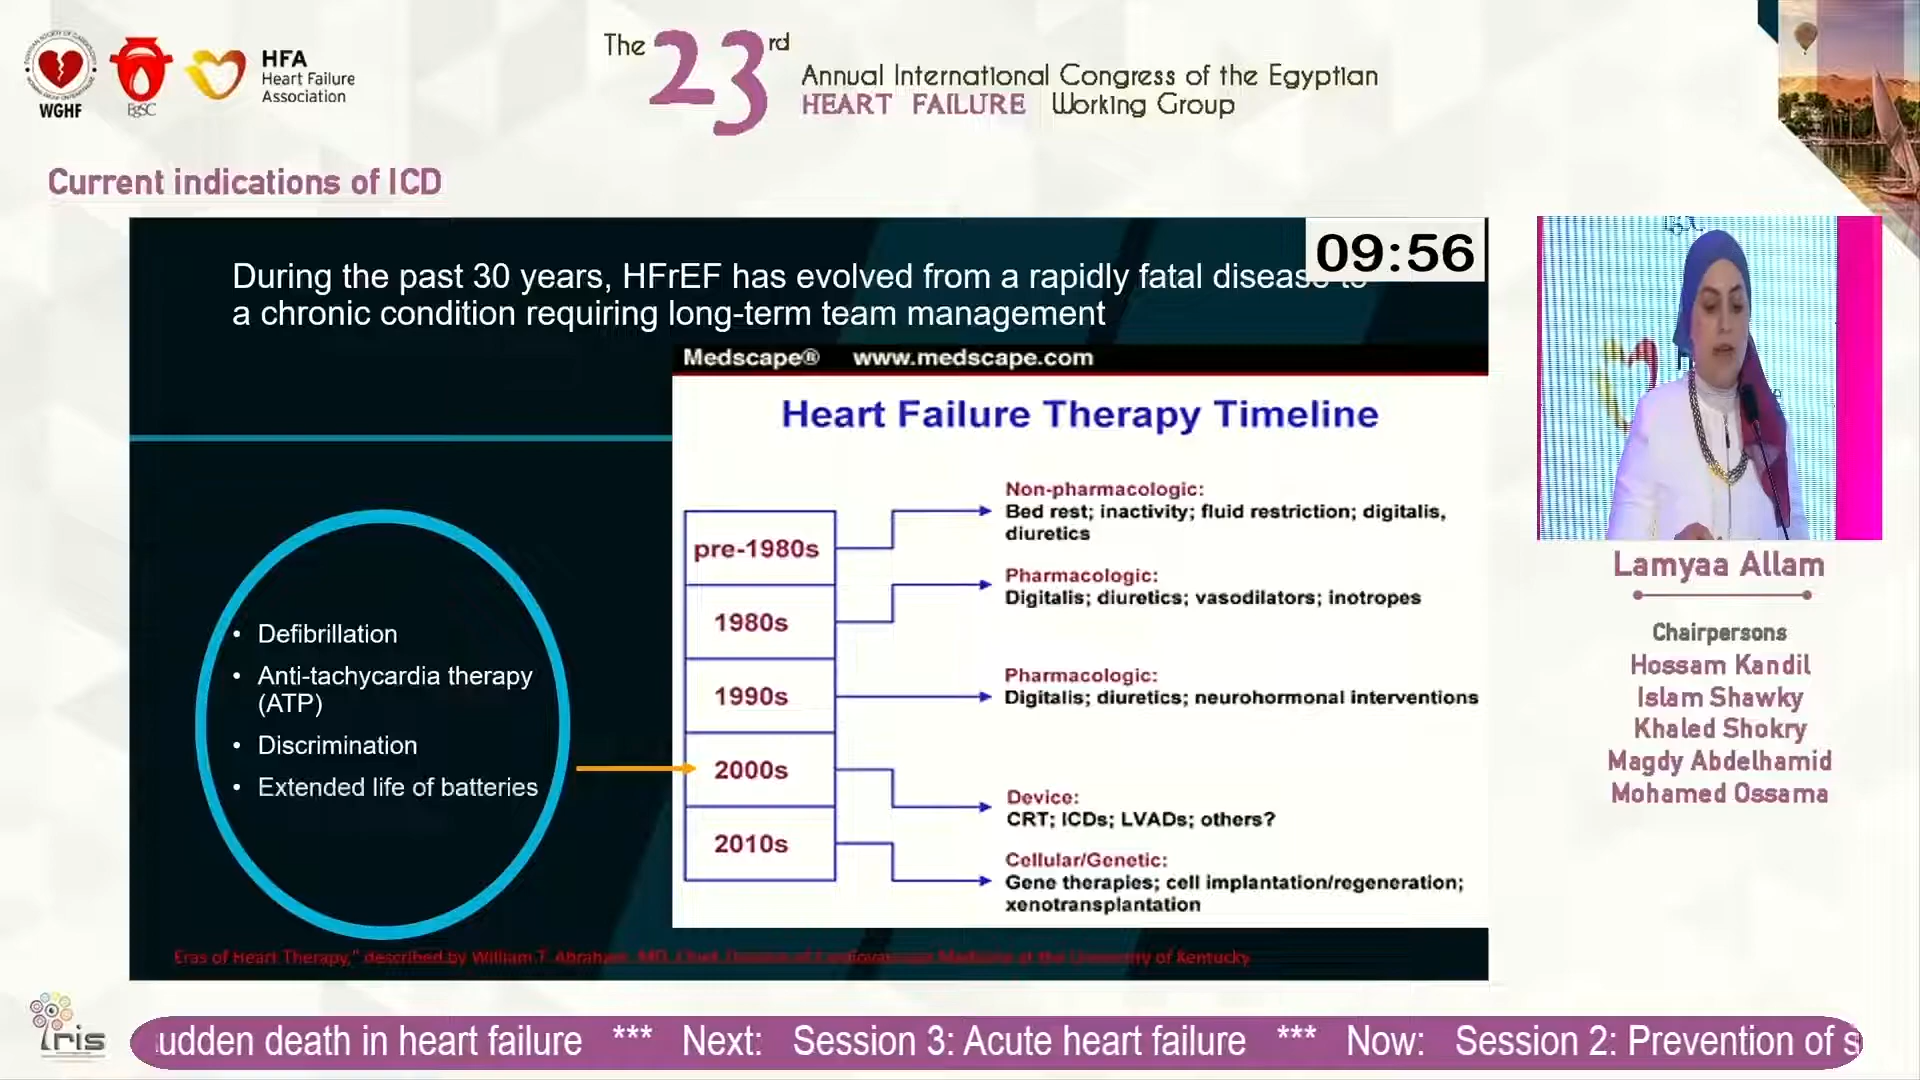 WGHF
EgSC
HFA
Heart Failure
Association
The 23rd
Annual International Congress of the Egyptian
HEART FAILURE Working Group
Current indications of ICD
09:56
During the past 30 years, HFrEF has evolved from a rapidly fatal disease to
a chronic condition requiring long-term team management
Medscape® www.medscape.com
Heart Failure Therapy Timeline
pre-1980s
Non-pharmacologic:
Bed rest; inactivity; fluid restriction; digitalis,
diuretics
1980s
Pharmacologic:
Digitalis; diuretics; vasodilators; inotropes
1990s
Pharmacologic:
Digitalis; diuretics; neurohormonal interventions
2000s
Device:
CRT; ICDs; LVADs; others?
2010s
Cellular/Genetic:
Gene therapies; cell implantation/regeneration;
xenotransplantation
• Defibrillation
• Anti-tachycardia therapy
(ATP)
• Discrimination
• Extended life of batteries
Eras of Heart Therapy," described by William T. Abraham, MD, Chief, Division of Cardiovascular Medicine at the University of Kentucky
Lamyaa Allam
Chairpersons
Hossam Kandil
Islam Shawky
Khaled Shokry
Magdy Abdelhamid
Mohamed Ossama
iris
udden death in heart failure *** Next: Session 3: Acute heart failure *** Now: Session 2: Prevention of s